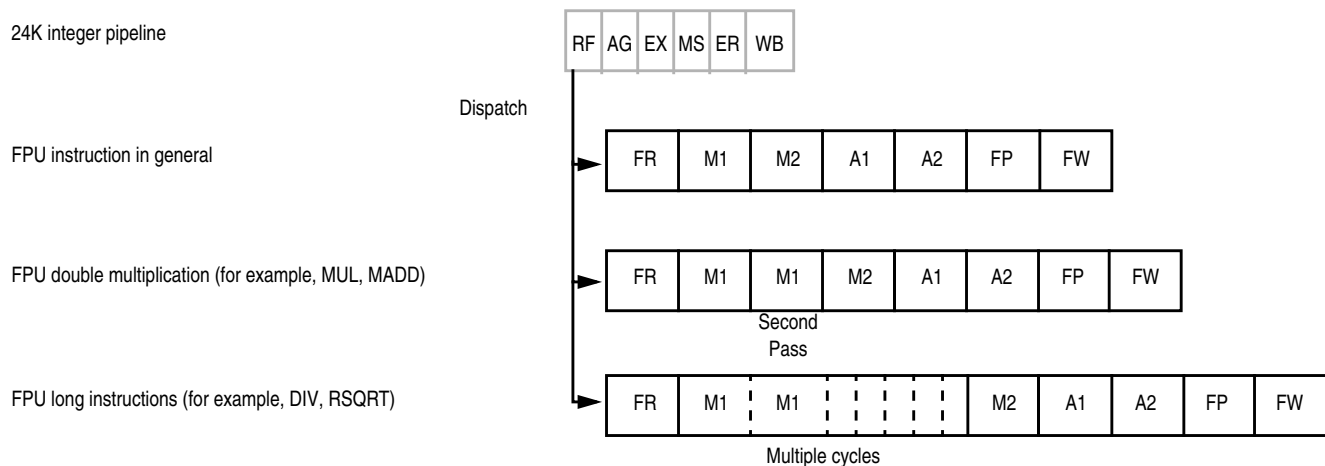 24K integer pipeline
RF AG EX MS ER WB
Dispatch
FPU instruction in general
FR M1 M2 A1 A2 FP FW
FPU double multiplication (for example, MUL, MADD)
FR M1 M1 M2 A1 A2 FP FW
Second
Pass
FPU long instructions (for example, DIV, RSQRT)
FR M1 M1 M2 A1 A2 FP FW
Multiple cycles